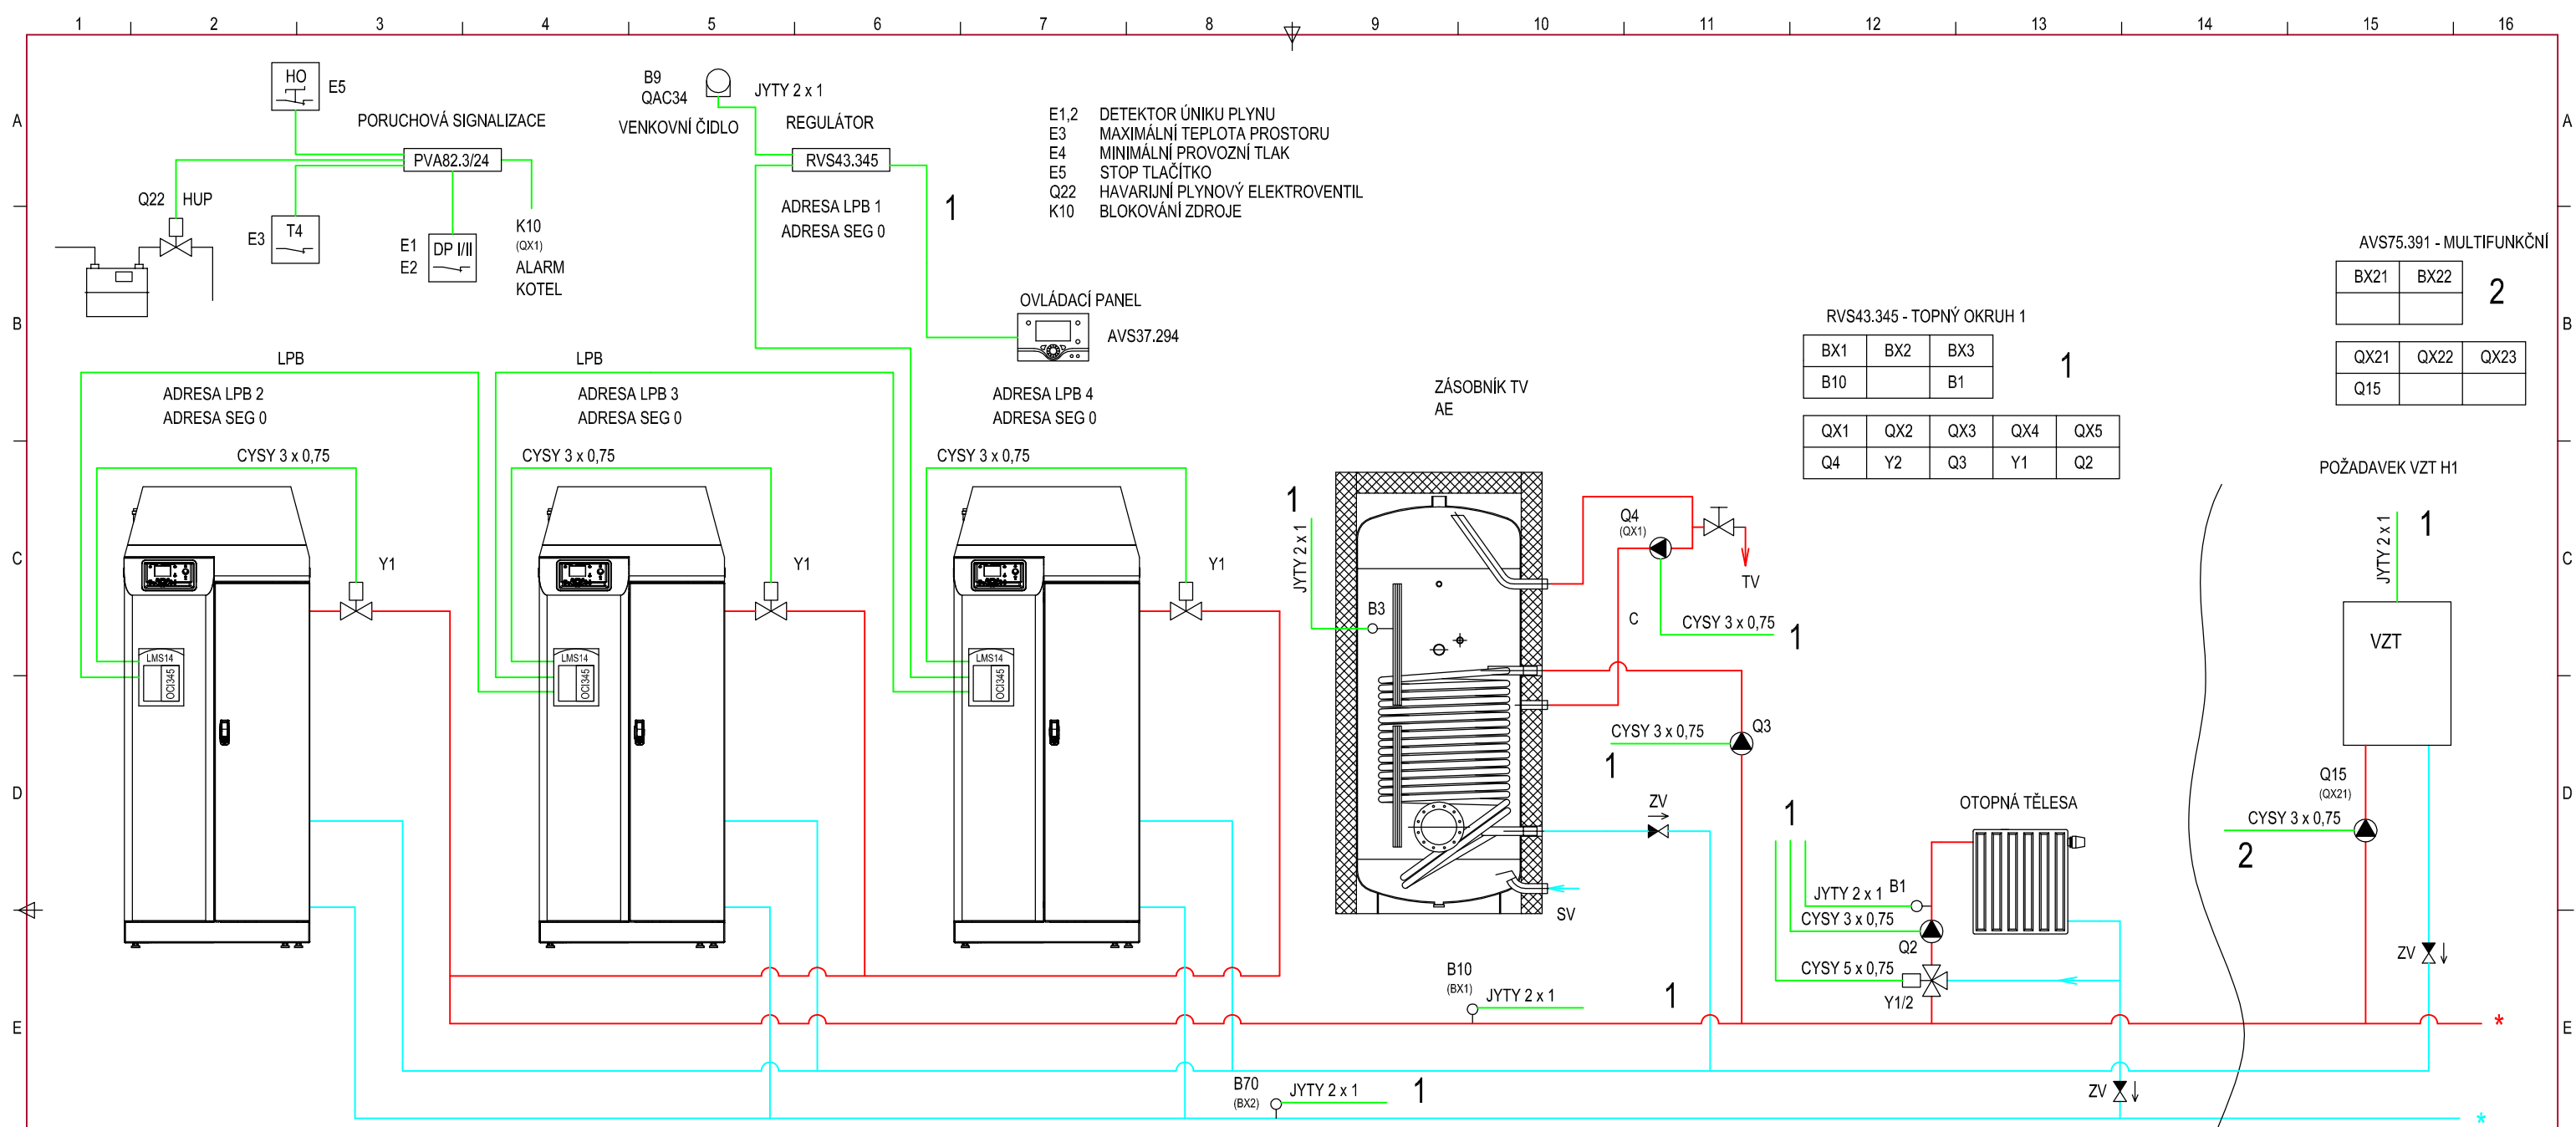 1 2 3 4 5 6 7 8 9 10 11 12 13 14 15 16
A
A
B
B
C
C
D
D
E
E
HO
E5
PORUCHOVÁ SIGNALIZACE
PVA82.3/24
Q22 HUP
E3
T4
E1
E2
DP I/II
K10
(QX1)
ALARM
KOTEL
B9
QAC34
JYTY 2 x 1
VENKOVNÍ ČIDLO
REGULÁTOR
RVS43.345
ADRESA LPB 1
ADRESA SEG 0
1
E1,2 DETEKTOR ÚNIKU PLYNU
E3 MAXIMÁLNÍ TEPLOTA PROSTORU
E4 MINIMÁLNÍ PROVOZNÍ TLAK
E5 STOP TLAČÍTKO
Q22 HAVARIJNÍ PLYNOVÝ ELEKTROVENTIL
K10 BLOKOVÁNÍ ZDROJE
OVLÁDACÍ PANEL
AVS37.294
AVS75.391 - MULTIFUNKČNÍ
BX21 BX22
2
QX21 QX22 QX23
Q15
RVS43.345 - TOPNÝ OKRUH 1
BX1 BX2 BX3
B10 B1
1
QX1 QX2 QX3 QX4 QX5
Q4 Y2 Q3 Y1 Q2
LPB
ADRESA LPB 2
ADRESA SEG 0
CYSY 3 x 0,75
Y1
LMS14
OCI345
LPB
ADRESA LPB 3
ADRESA SEG 0
CYSY 3 x 0,75
Y1
LMS14
OCI345
ADRESA LPB 4
ADRESA SEG 0
CYSY 3 x 0,75
Y1
LMS14
OCI345
ZÁSOBNÍK TV
AE
1
JYTY 2 x 1
B3
Q4
(QX1)
TV
C
CYSY 3 x 0,75
1
CYSY 3 x 0,75
Q3
1
ZV
SV
B10
(BX1)
JYTY 2 x 1
1
B70
(BX2)
JYTY 2 x 1
1
OTOPNÁ TĚLESA
1
JYTY 2 x 1 B1
CYSY 3 x 0,75
Q2
CYSY 5 x 0,75
Y1/2
ZV
POŽADAVEK VZT H1
1
JYTY 2 x 1
VZT
Q15
(QX21)
CYSY 3 x 0,75
2
ZV
*
*